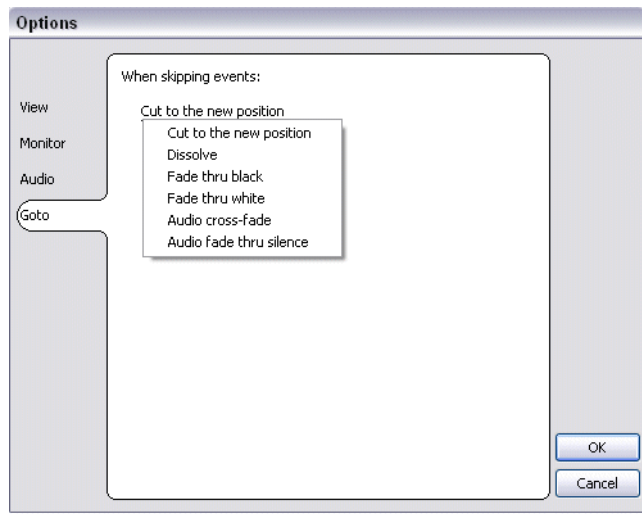 Options
View
Monitor
Audio
Goto
When skipping events:
Cut to the new position
Cut to the new position
Dissolve
Fade thru black
Fade thru white
Audio cross-fade
Audio fade thru silence
OK
Cancel